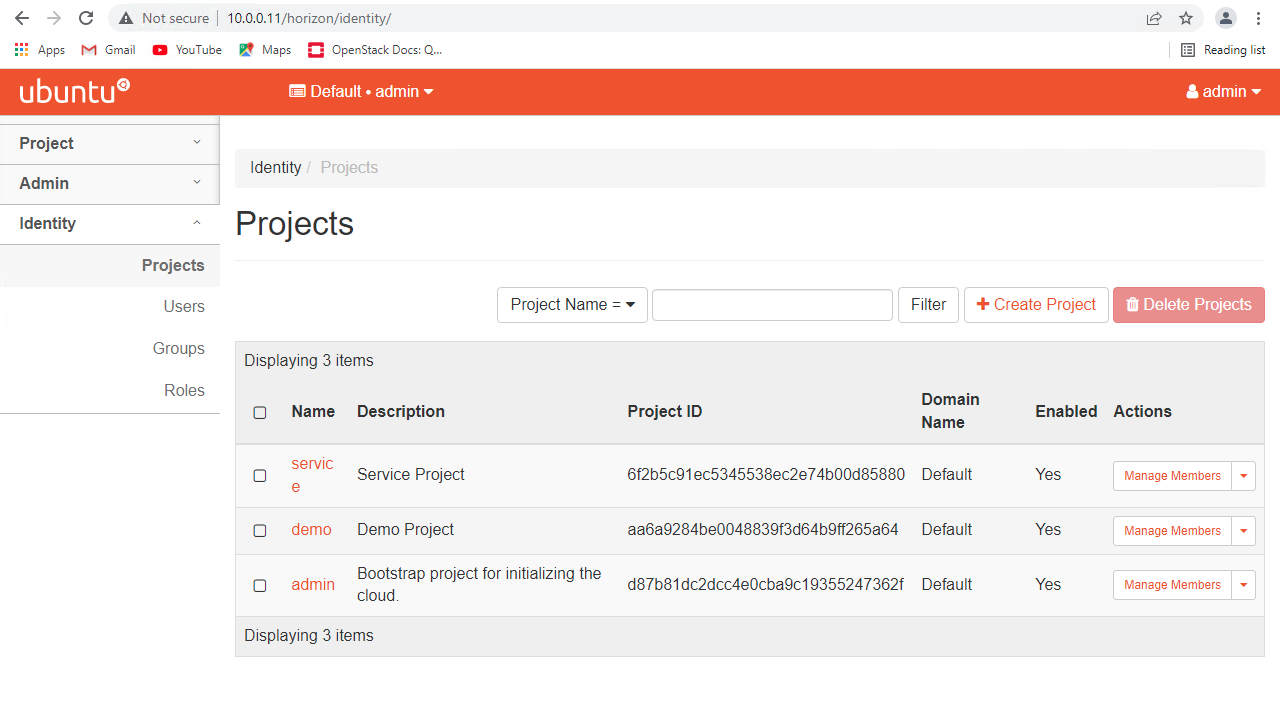 Not secure 10.0.0.11/horizon/identity/
Apps Gmail YouTube Maps OpenStack Docs: Q... Reading list
ubuntu Default • admin admin
Project
Admin
Identity
Projects
Users
Groups
Roles
Identity / Projects
Projects
Project Name = Filter Create Project Delete Projects
Displaying 3 items
Name Description Project ID Domain Name Enabled Actions
service Service Project 6f2b5c91ec5345538ec2e74b00d85880 Default Yes Manage Members
demo Demo Project aa6a9284be0048839f3d64b9ff265a64 Default Yes Manage Members
admin Bootstrap project for initializing the cloud. d87b81dc2dcc4e0cba9c19355247362f Default Yes Manage Members
Displaying 3 items